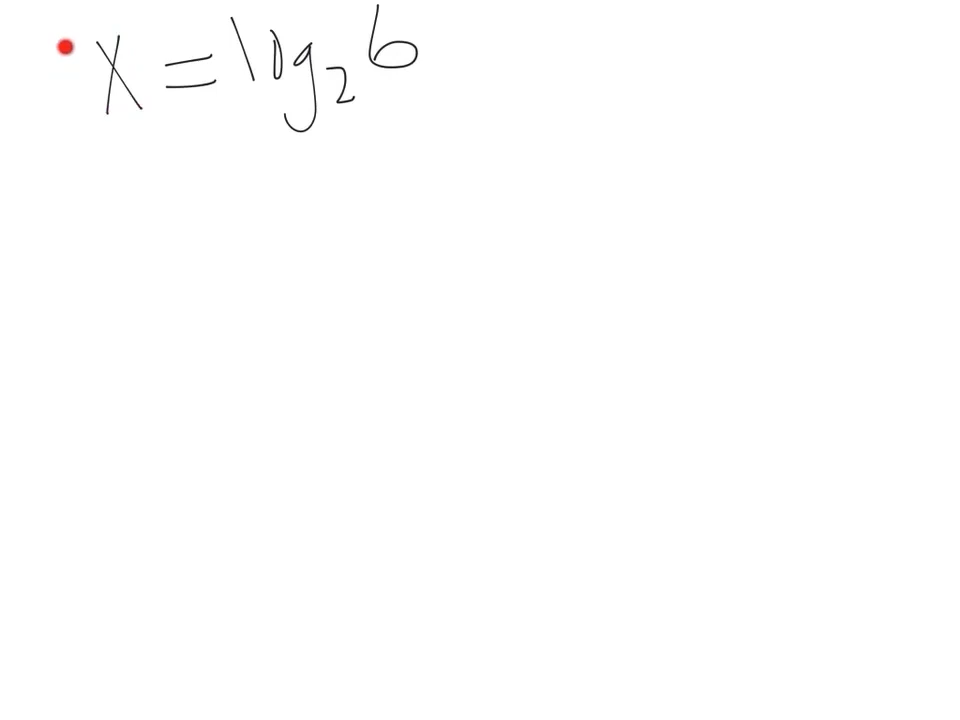 x = log₂6